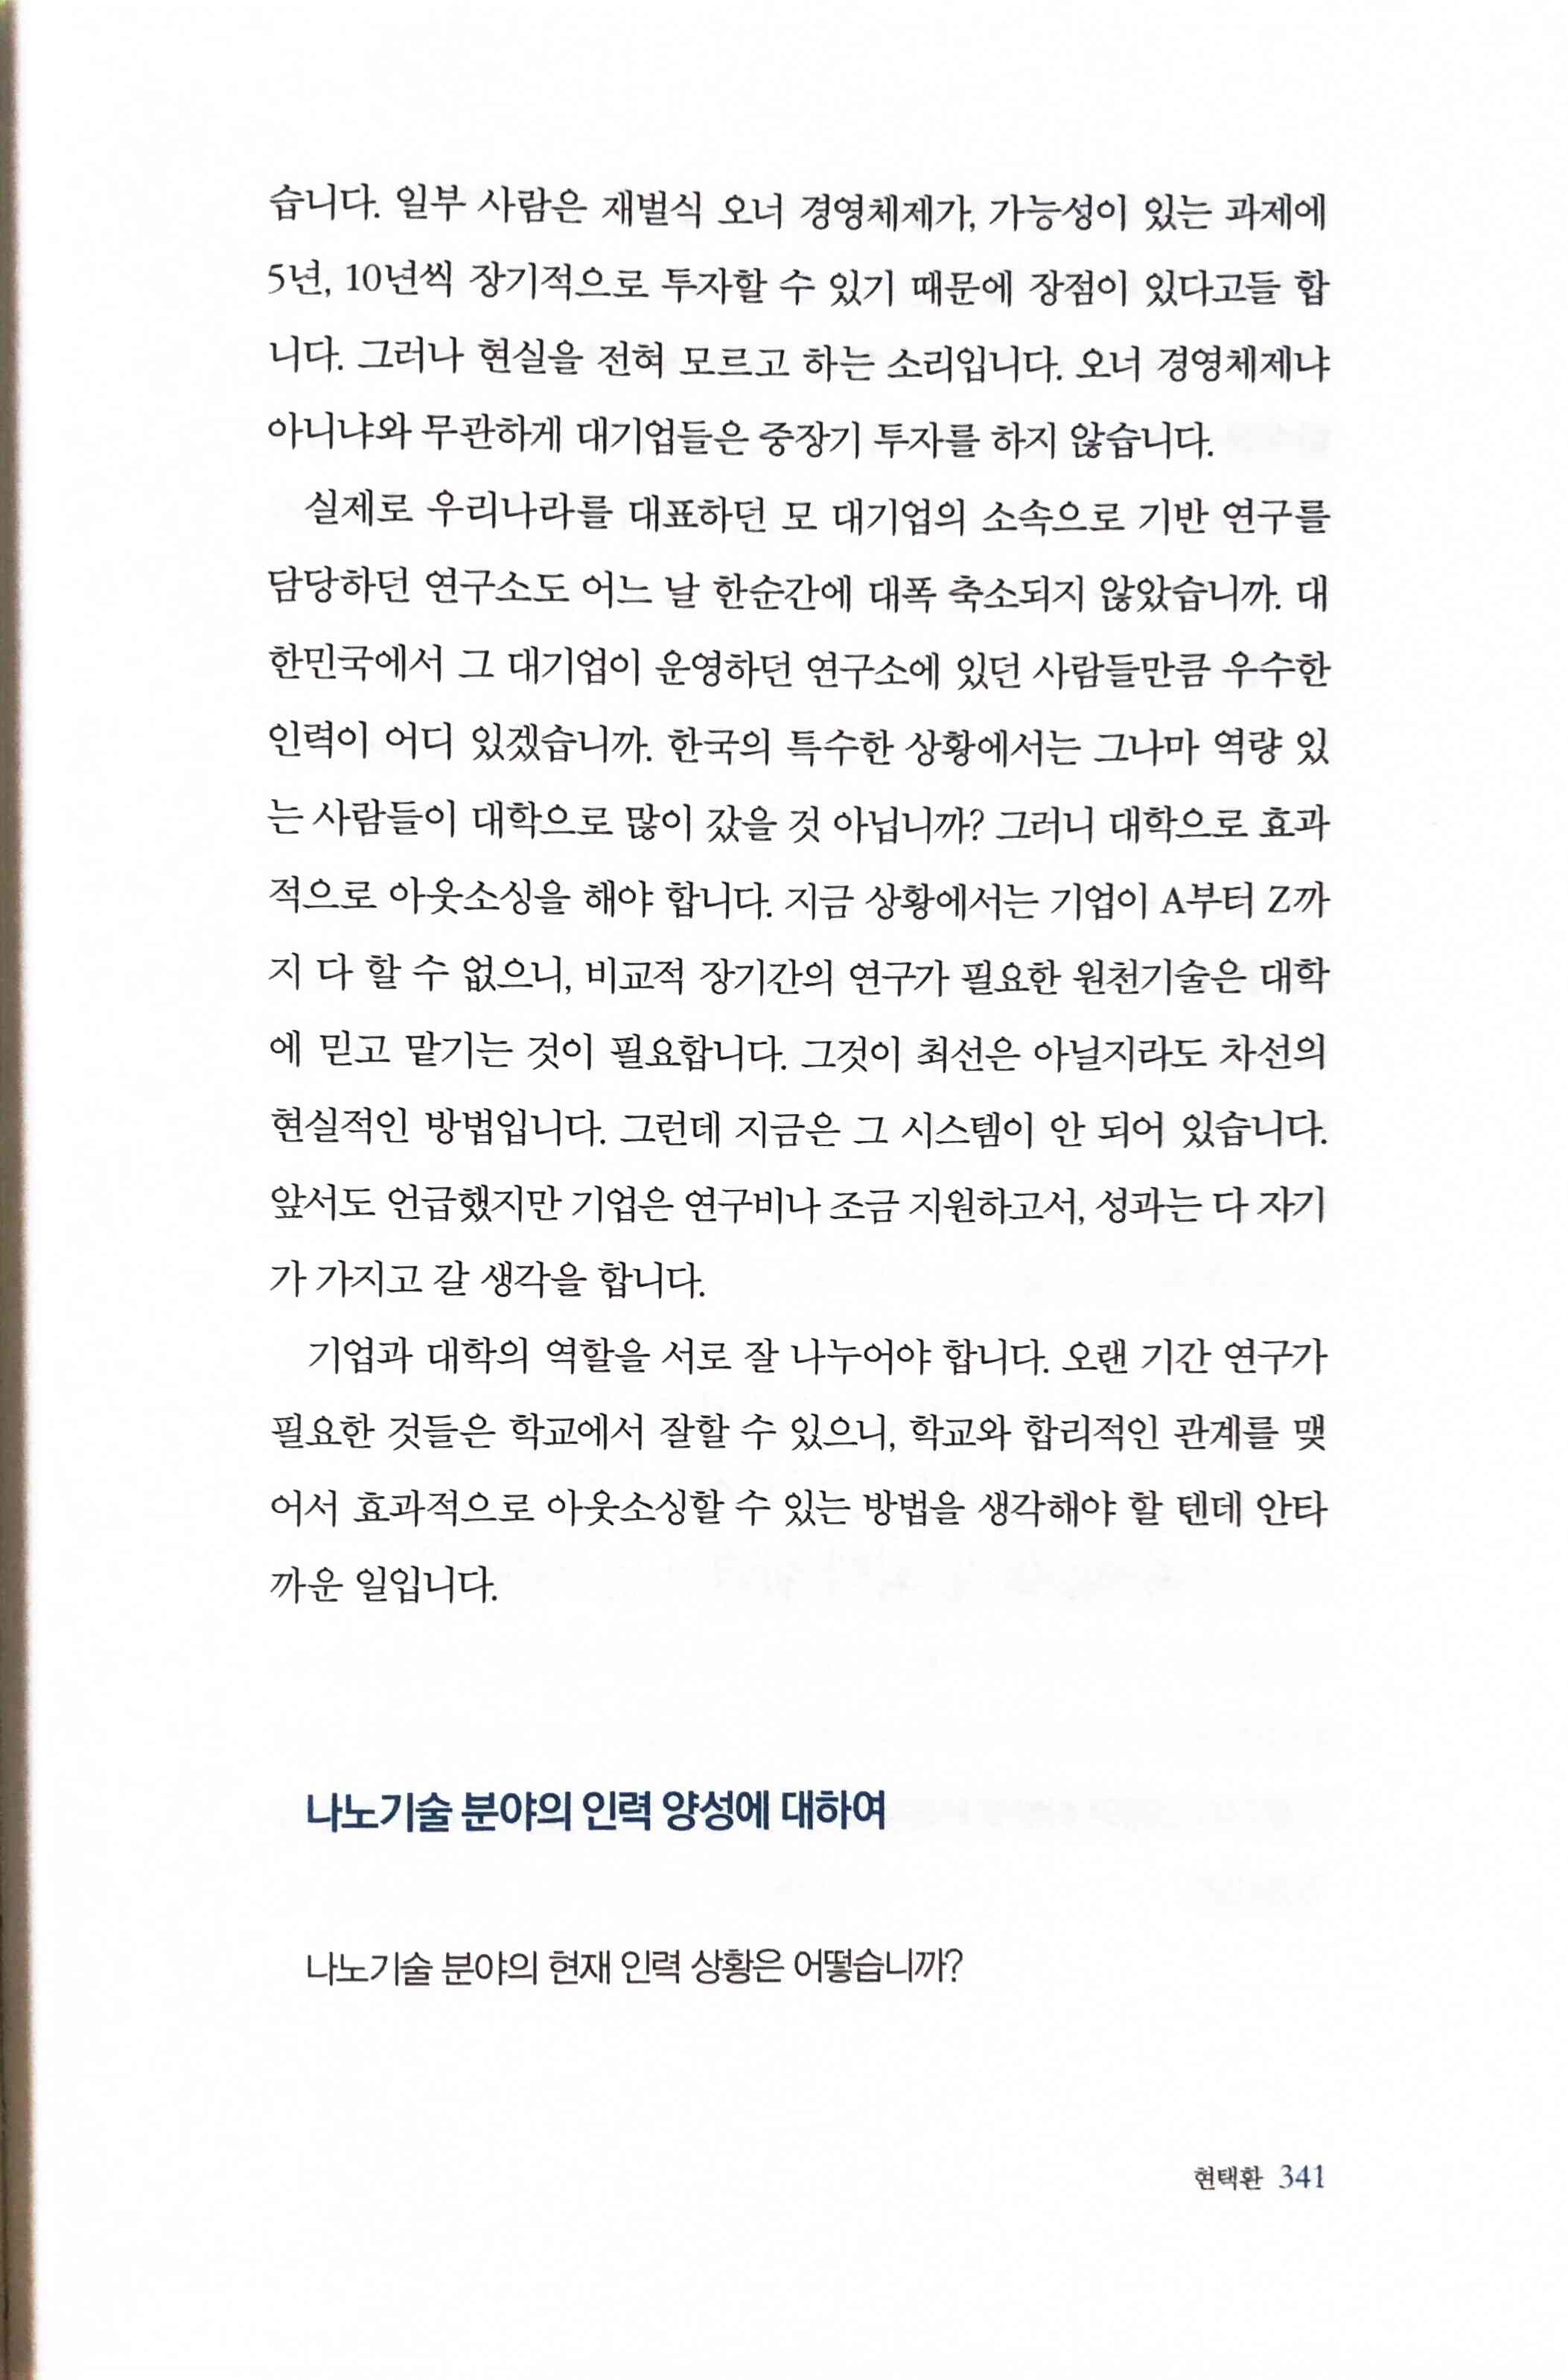 습니다. 일부 사람은 재벌식 오너 경영체제가, 가능성이 있는 과제에
5년, 10년씩 장기적으로 투자할 수 있기 때문에 장점이 있다고들 합
니다. 그러나 현실을 전혀 모르고 하는 소리입니다. 오너 경영체제냐
아니냐와 무관하게 대기업들은 중장기 투자를 하지 않습니다.
실제로 우리나라를 대표하던 모 대기업의 소속으로 기반 연구를
담당하던 연구소도 어느 날 한순간에 대폭 축소되지 않았습니까. 대
한민국에서 그 대기업이 운영하던 연구소에 있던 사람들만큼 우수한
인력이 어디 있겠습니까. 한국의 특수한 상황에서는 그나마 역량 있
는 사람들이 대학으로 많이 갔을 것 아닙니까? 그러니 대학으로 효과
적으로 아웃소싱을 해야 합니다. 지금 상황에서는 기업이 A부터 Z까
지 다 할 수 없으니, 비교적 장기간의 연구가 필요한 원천기술은 대학
에 믿고 맡기는 것이 필요합니다. 그것이 최선은 아닐지라도 차선의
현실적인 방법입니다. 그런데 지금은 그 시스템이 안 되어 있습니다.
앞서도 언급했지만 기업은 연구비나 조금 지원하고서, 성과는 다 자기
가 가지고 갈 생각을 합니다.
기업과 대학의 역할을 서로 잘 나누어야 합니다. 오랜 기간 연구가
필요한 것들은 학교에서 잘할 수 있으니, 학교와 합리적인 관계를 맺
어서 효과적으로 아웃소싱할 수 있는 방법을 생각해야 할 텐데 안타
까운 일입니다.
나노기술 분야의 인력 양성에 대하여
나노기술 분야의 현재 인력 상황은 어떻습니까?
현택환 341